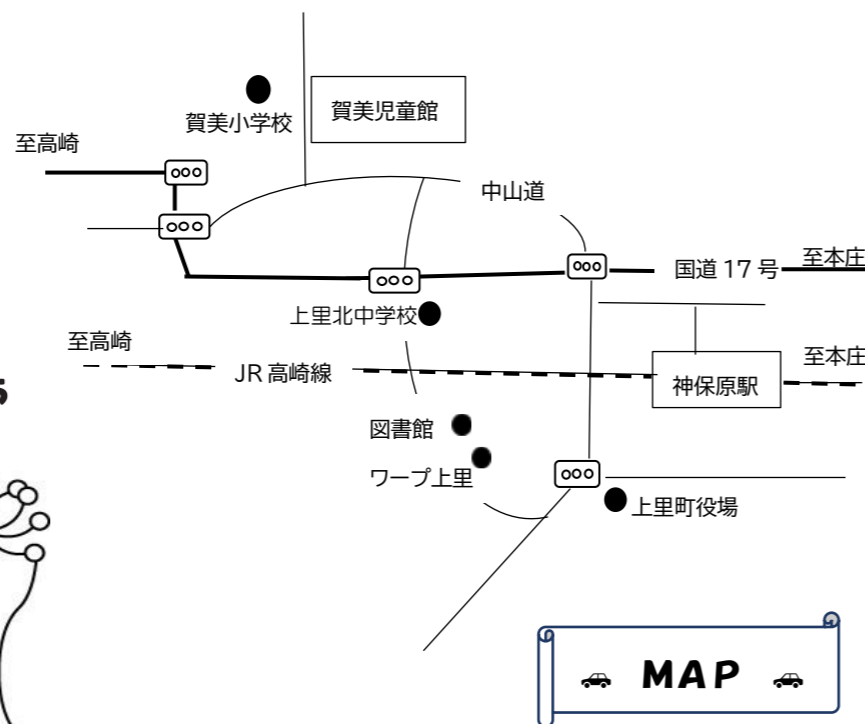 賀美児童館
賀美小学校
至高崎
中山道
国道 17 号
至本庄
上里北中学校
至高崎
JR 高崎線
至本庄
神保原駅
図書館
ワープ上里
上里町役場
MAP